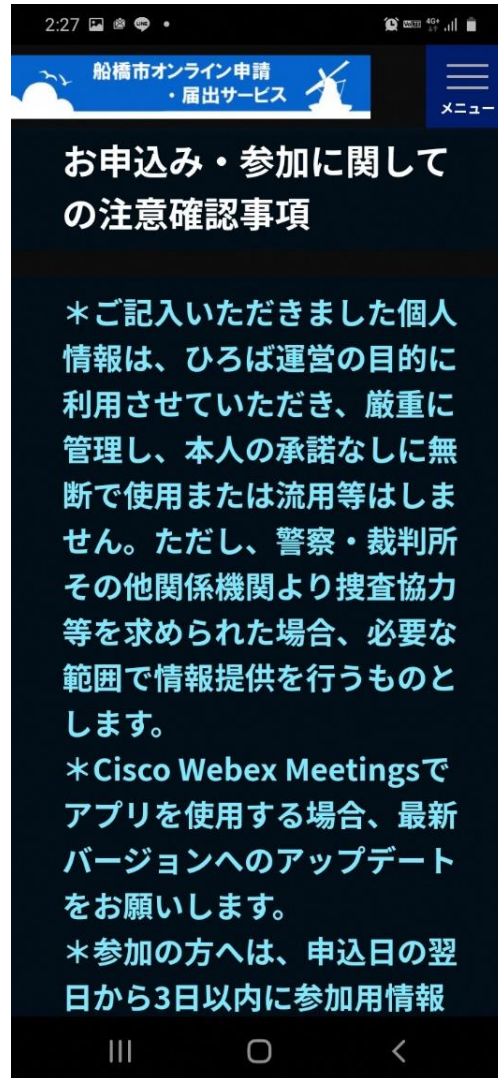 2:27
4G+
船橋市オンライン申請
・届出サービス
メニュー
お申込み・参加に関して
の注意確認事項
＊ご記入いただきました個人
情報は、ひろば運営の目的に
利用させていただき、厳重に
管理し、本人の承諾なしに無
断で使用または流用等はしま
せん。ただし、警察・裁判所
その他関係機関より捜査協力
等を求められた場合、必要な
範囲で情報提供を行うものと
します。
＊Cisco Webex Meetingsで
アプリを使用する場合、最新
バージョンへのアップデート
をお願いします。
＊参加の方へは、申込日の翌
日から3日以内に参加用情報